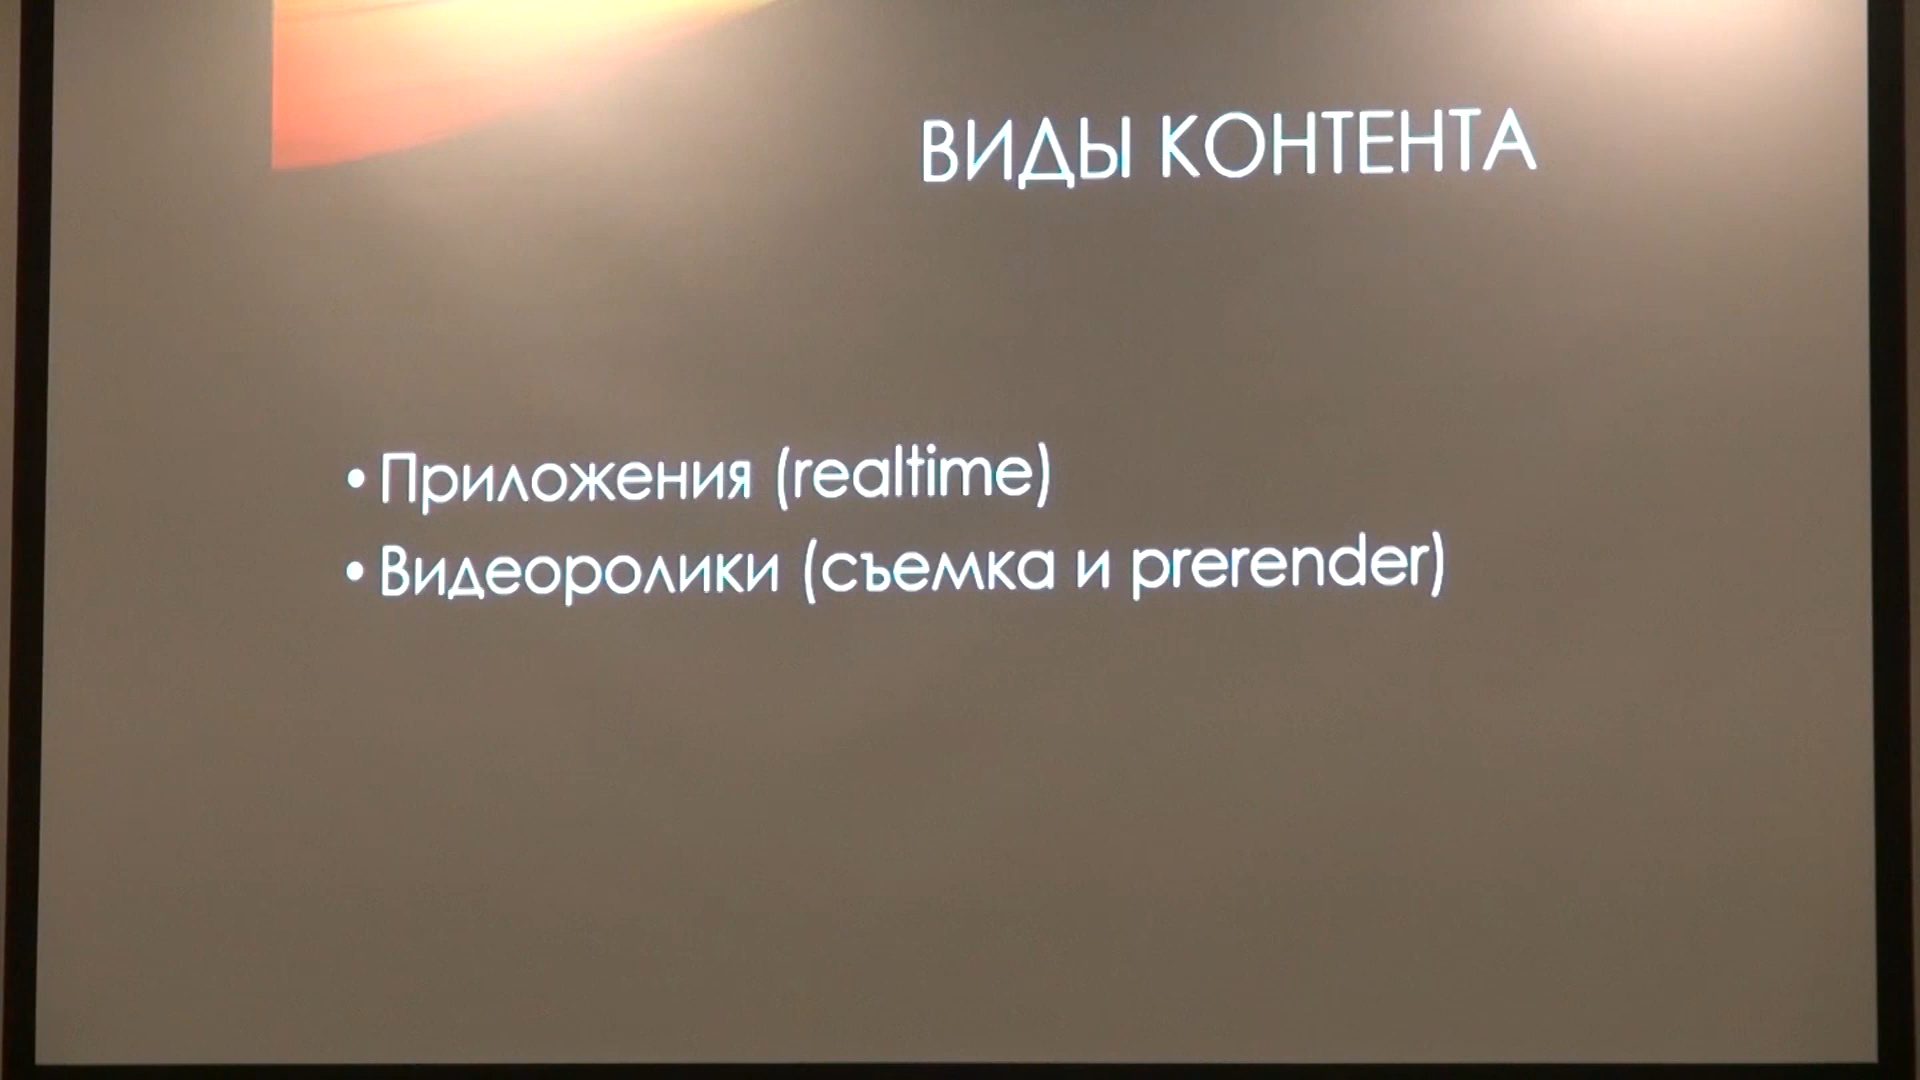 ВИДЫ КОНТЕНТА
• Приложения (realtime)
• Видеоролики (съемка и prerender)